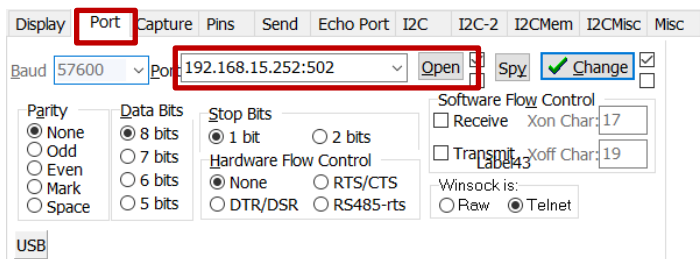 Display Port Capture Pins Send Echo Port I2C I2C-2 I2CMem I2CMisc Misc
Baud 57600 Port 192.168.15.252:502 Open Spy Change
Parity
None
Odd
Even
Mark
Space
Data Bits
8 bits
7 bits
6 bits
5 bits
Stop Bits
1 bit 2 bits
Hardware Flow Control
None RTS/CTS
DTR/DSR RS485-rts
Software Flow Control
Receive Xon Char: 17
Transmit Xoff Char: 19
Label43
Winsock is:
Raw Telnet
USB